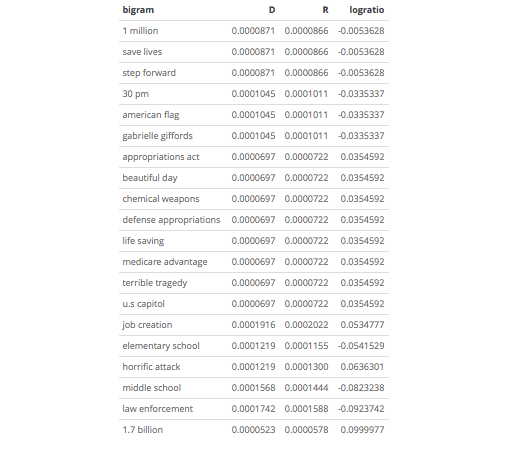 bigram D R logratio
1 million 0.0000871 0.0000866 -0.0053628
save lives 0.0000871 0.0000866 -0.0053628
step forward 0.0000871 0.0000866 -0.0053628
30 pm 0.0001045 0.0001011 -0.0335337
american flag 0.0001045 0.0001011 -0.0335337
gabrielle giffords 0.0001045 0.0001011 -0.0335337
appropriations act 0.0000697 0.0000722 0.0354592
beautiful day 0.0000697 0.0000722 0.0354592
chemical weapons 0.0000697 0.0000722 0.0354592
defense appropriations 0.0000697 0.0000722 0.0354592
life saving 0.0000697 0.0000722 0.0354592
medicare advantage 0.0000697 0.0000722 0.0354592
terrible tragedy 0.0000697 0.0000722 0.0354592
u.s capitol 0.0000697 0.0000722 0.0354592
job creation 0.0001916 0.0002022 0.0534777
elementary school 0.0001219 0.0001155 -0.0541529
horrific attack 0.0001219 0.0001300 0.0636301
middle school 0.0001568 0.0001444 -0.0823238
law enforcement 0.0001742 0.0001588 -0.0923742
1.7 billion 0.0000523 0.0000578 0.0999977